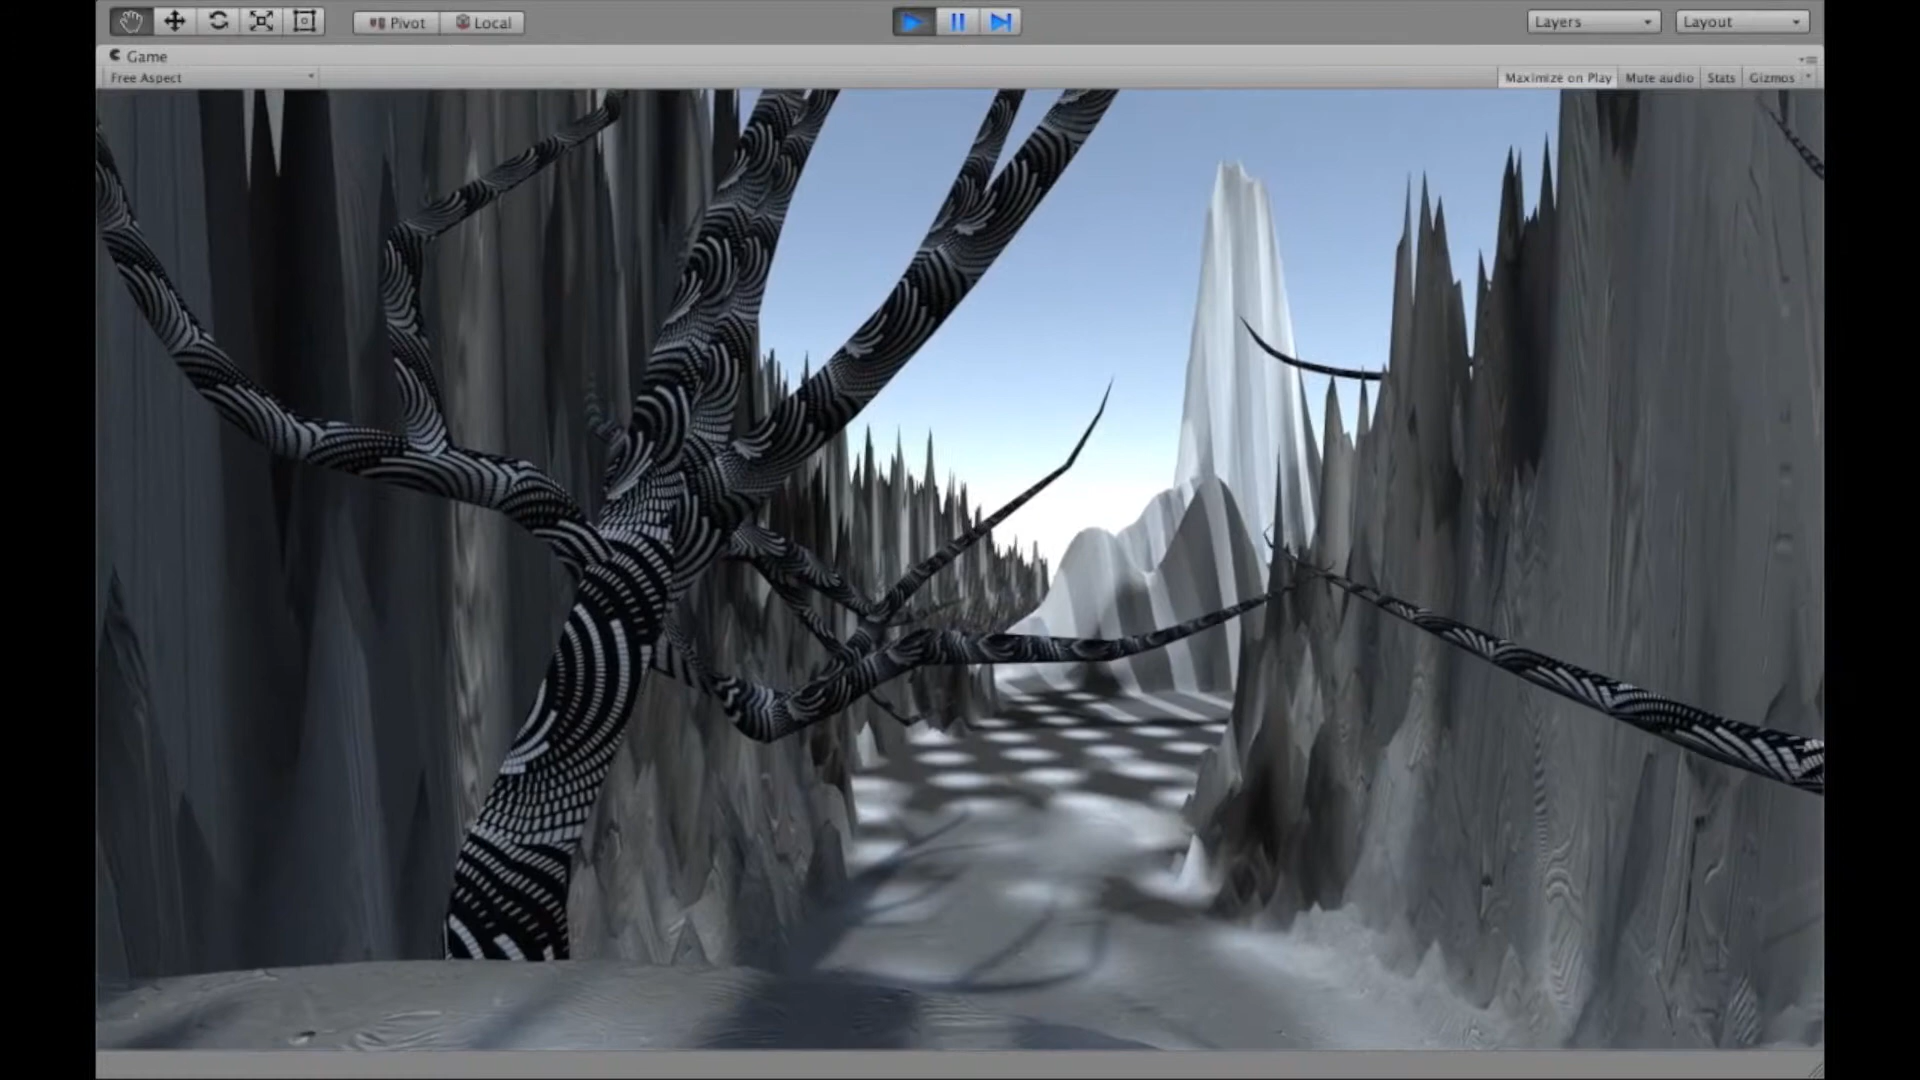 Pivot Local
Layers Layout
Game
Free Aspect Maximize on Play Mute audio Stats Gizmos